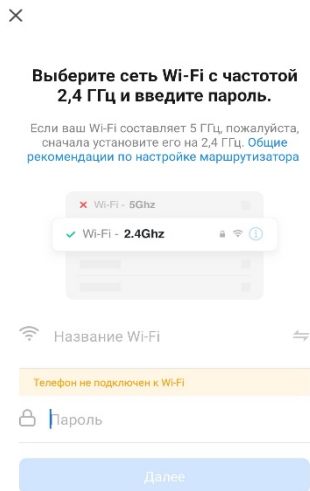 Выберите сеть Wi-Fi с частотой
2,4 ГГц и введите пароль.
Если ваш Wi-Fi составляет 5 ГГц, пожалуйста,
сначала установите его на 2,4 ГГц. Общие
рекомендации по настройке маршрутизатора
Wi-Fi - 5Ghz
Wi-Fi - 2.4Ghz
Название Wi-Fi
Телефон не подключен к Wi-Fi
Пароль
Далее